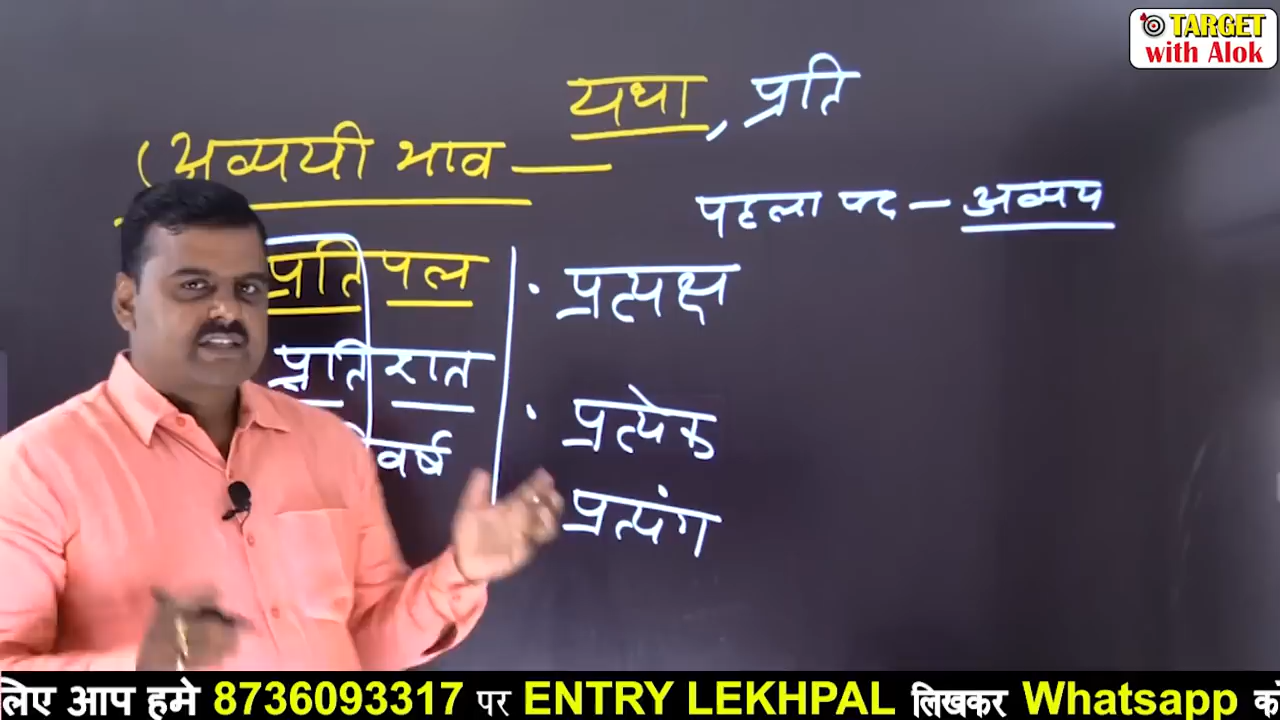 TARGET
with Alok
यथा, प्रति
(अव्ययी भाव —
पहला पद — अव्यय
प्रति पल
प्रति रात
वर्ष
· प्रत्यक्ष
· प्रत्येक
प्रत्यंग
लिए आप हमे 8736093317 पर ENTRY LEKHPAL लिखकर Whatsapp क